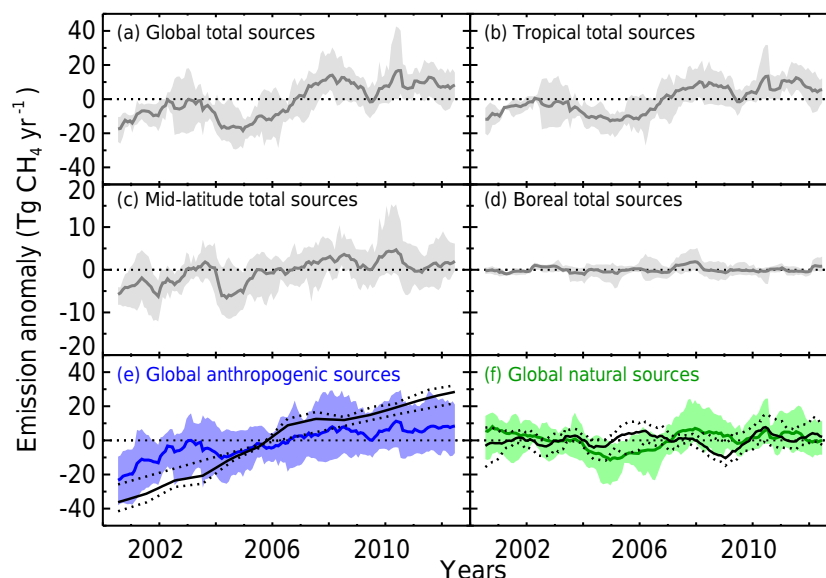 (a) Global total sources
(b) Tropical total sources
40
20
0
-20
-40
(c) Mid-latitude total sources
(d) Boreal total sources
20
10
0
-10
-20
(e) Global anthropogenic sources
(f) Global natural sources
40
20
0
-20
-40
2002 2006 2010 2002 2006 2010
Years
Emission anomaly (Tg CH4 yr-1)